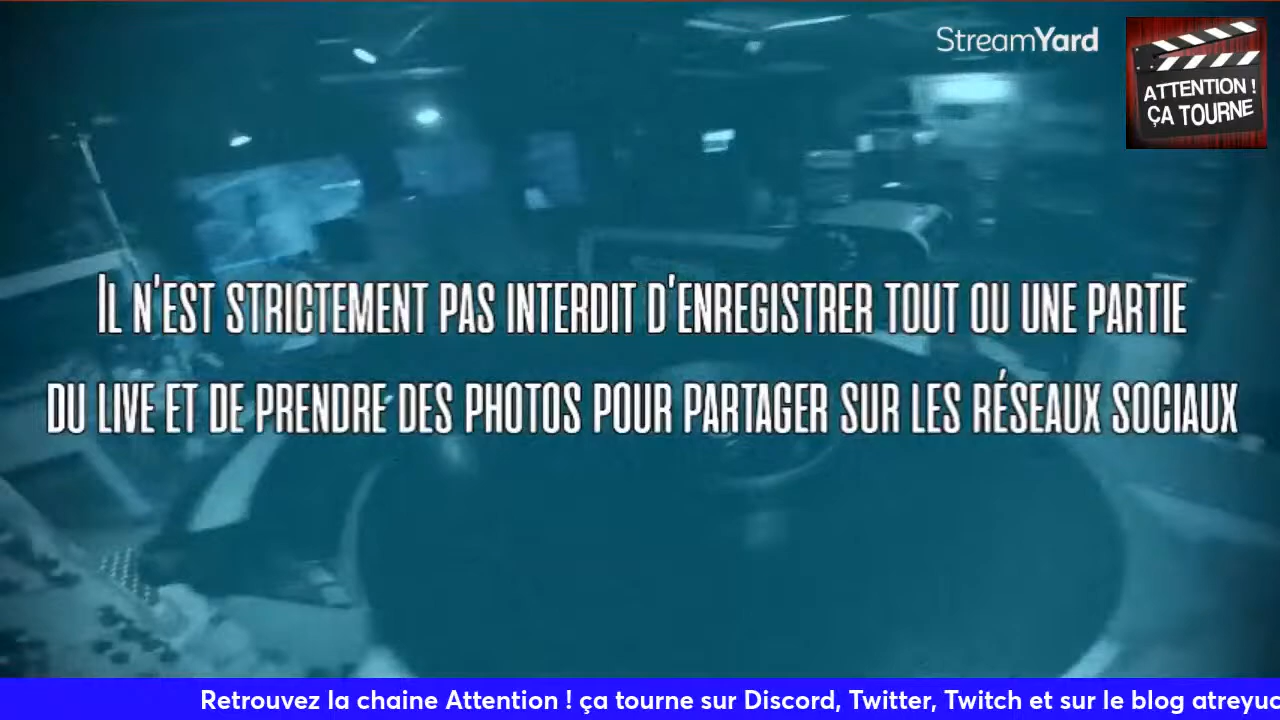 StreamYard
ATTENTION !
ÇA TOURNE
IL N'EST STRICTEMENT PAS INTERDIT D'ENREGISTRER TOUT OU UNE PARTIE
DU LIVE ET DE PRENDRE DES PHOTOS POUR PARTAGER SUR LES RÉSEAUX SOCIAUX
Retrouvez la chaine Attention ! ça tourne sur Discord, Twitter, Twitch et sur le blog